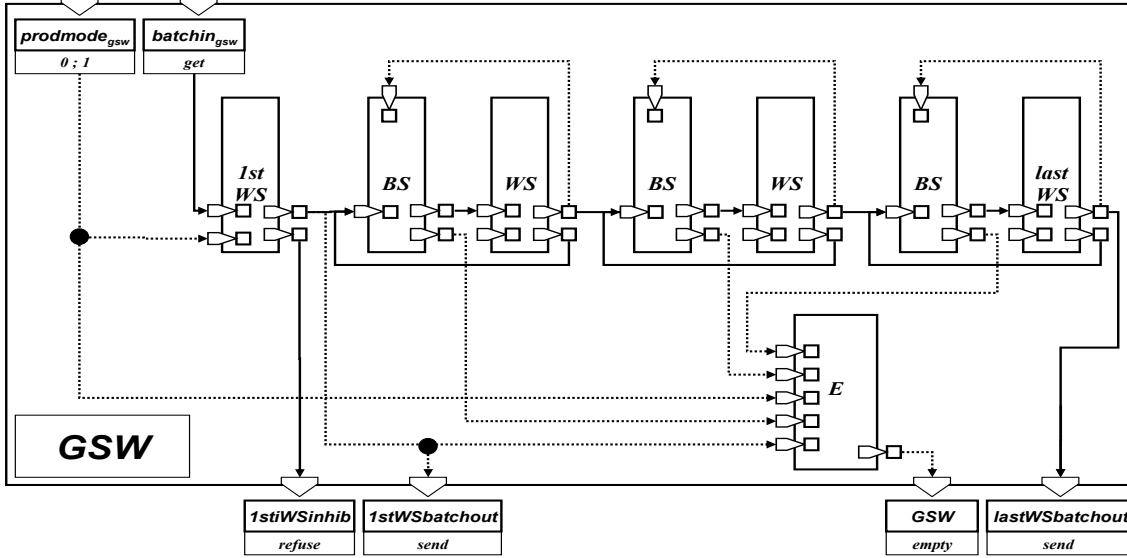 prodmodegsw batchingsw
0 ; 1 get
1st
WS
BS WS BS WS BS last
WS
E
GSW
1stiWSinhib 1stWSbatchout GSW lastWSbatchout
refuse send empty send